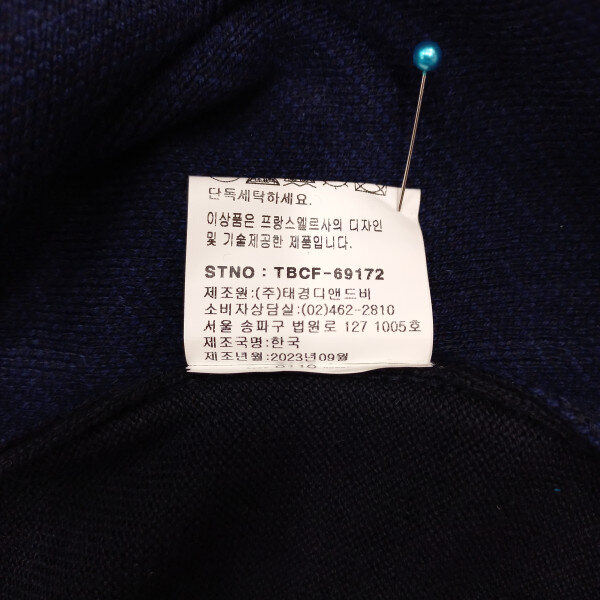 단독세탁하세요.
이상품은 프랑스엘르사의 디자인
및 기술제공한 제품입니다.
STNO : TBCF-69172
제조원:(주)태경디앤드비
소비자상담실:(02)462-2810
서울 송파구 법원로 127 1005호
제조국명:한국
제조년월:2023년09월